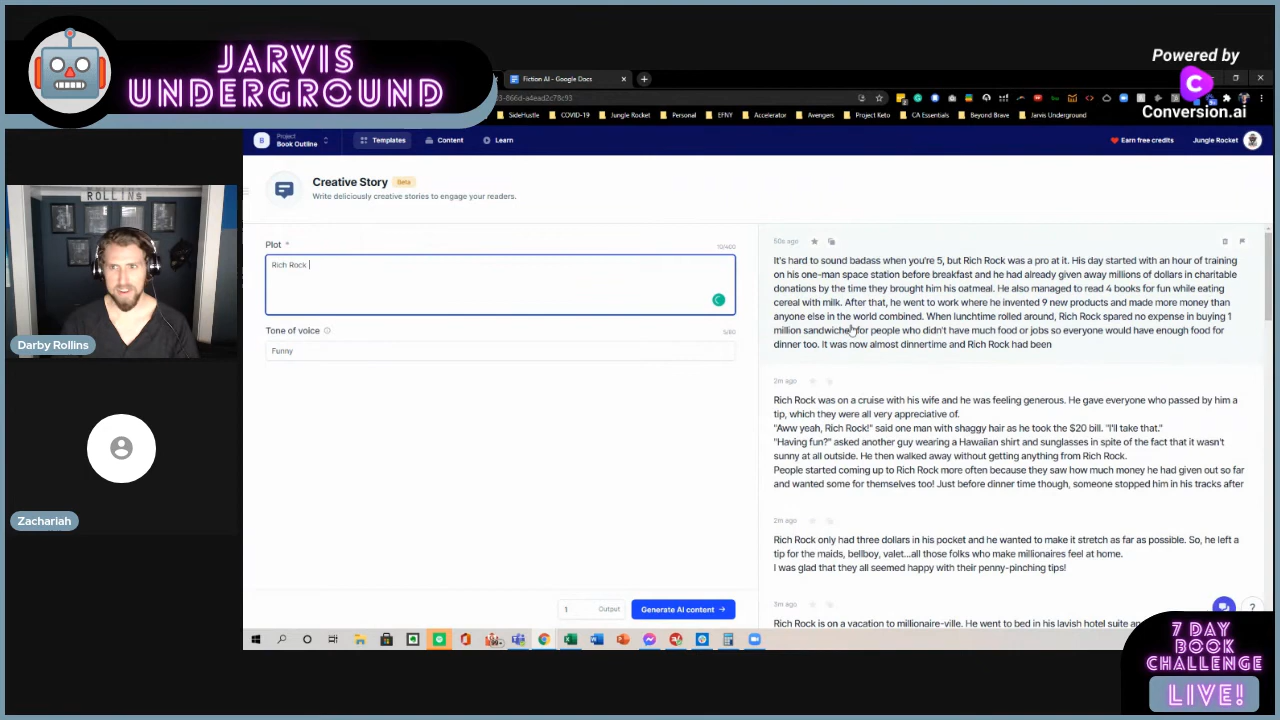 JARVIS
UNDERGROUND
Powered by
Conversion.ai
Fiction AI - Google Docs
SideHustle
COVID-19
Jungle Rocket
Personal
EFNY
Accelerator
Avengers
Project Keto
CA Essentials
Beyond Brave
Jarvis Underground
Project
Book Outline
Templates
Content
Learn
Earn free credits
Jungle Rocket
Creative Story
Beta
Write deliciously creative stories to engage your readers.
Plot *
10/400
Rich Rock
Tone of voice
5/80
Funny
1
Output
Generate AI content
50s ago
It's hard to sound badass when you're 5, but Rich Rock was a pro at it. His day started with an hour of training
on his one-man space station before breakfast and he had already given away millions of dollars in charitable
donations by the time they brought him his oatmeal. He also managed to read 4 books for fun while eating
cereal with milk. After that, he went to work where he invented 9 new products and made more money than
anyone else in the world combined. When lunchtime rolled around, Rich Rock spared no expense in buying 1
million sandwiches for people who didn't have much food or jobs so everyone would have enough food for
dinner too. It was now almost dinnertime and Rich Rock had been
2m ago
Rich Rock was on a cruise with his wife and he was feeling generous. He gave everyone who passed by him a
tip, which they were all very appreciative of.
"Aww yeah, Rich Rock!" said one man with shaggy hair as he took the $20 bill. "I'll take that."
"Having fun?" asked another guy wearing a Hawaiian shirt and sunglasses in spite of the fact that it wasn't
sunny at all outside. He then walked away without getting anything from Rich Rock.
People started coming up to Rich Rock more often because they saw how much money he had given out so far
and wanted some for themselves too! Just before dinner time though, someone stopped him in his tracks after
2m ago
Rich Rock only had three dollars in his pocket and he wanted to make it stretch as far as possible. So, he left a
tip for the maids, bellboy, valet...all those folks who make millionaires feel at home.
I was glad that they all seemed happy with their penny-pinching tips!
3m ago
Rich Rock is on a vacation to millionaire-ville. He went to bed in his lavish hotel suite
ROLLINS
Darby Rollins
Zachariah
7 DAY
BOOK
CHALLENGE
LIVE!